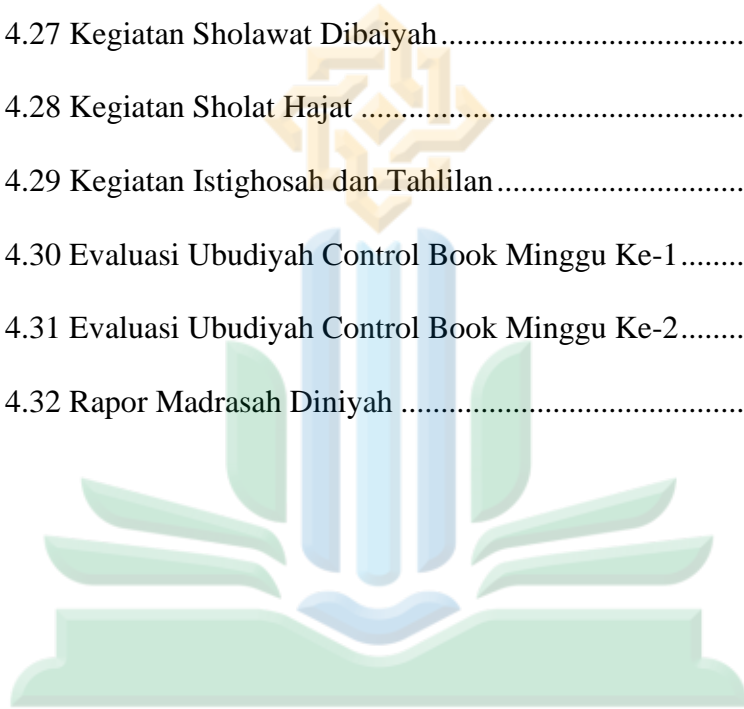 4.27 Kegiatan Sholawat Dibaiyah......................................
4.28 Kegiatan Sholat Hajat ................................................
4.29 Kegiatan Istighosah dan Tahlilan...............................
4.30 Evaluasi Ubudiyah Control Book Minggu Ke-1........
4.31 Evaluasi Ubudiyah Control Book Minggu Ke-2........
4.32 Rapor Madrasah Diniyah ...........................................